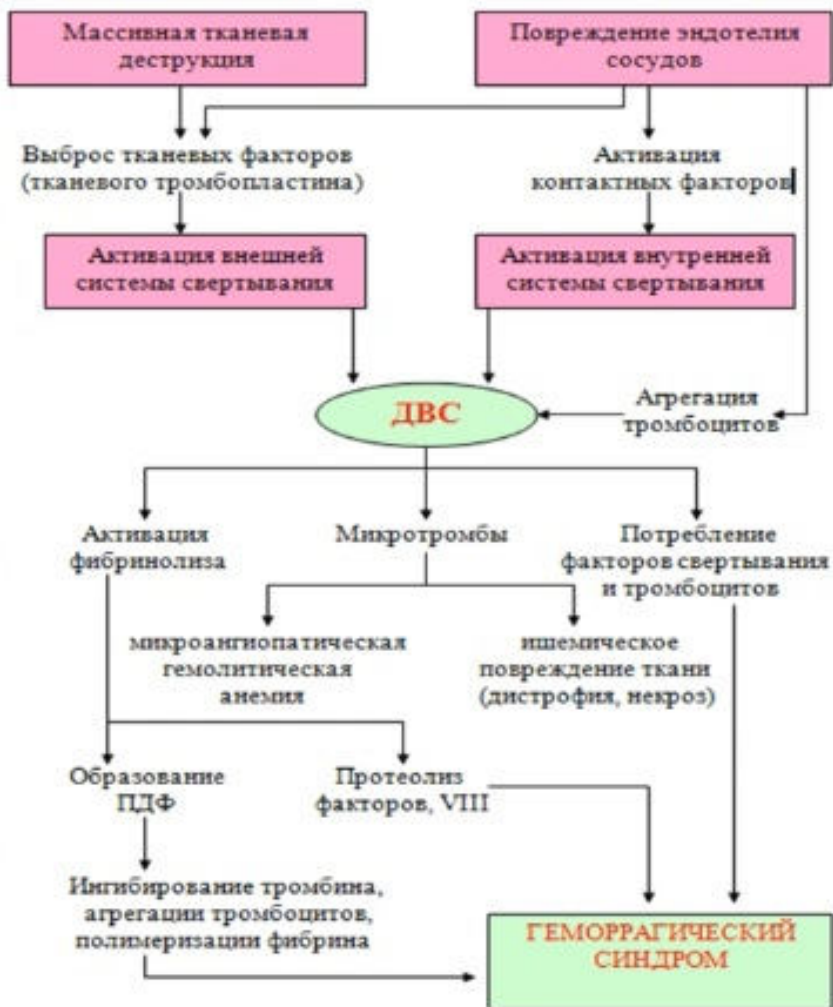 Массивная тканевая
деструкция
Повреждение эндотелия
сосудов
Выброс тканевых факторов
(тканевого тромбопластина)
Активация
контактных факторов
Активация внешней
системы свертывания
Активация внутренней
системы свертывания
ДВС
Агрегация
тромбоцитов
Активация
фибринолиза
Микротромбы
Потребление
факторов свертывания
и тромбоцитов
микроангиопатическая
гемолитическая
анемия
ишемическое
повреждение ткани
(дистрофия, некроз)
Образование
ПДФ
Протеолиз
факторов, VIII
Ингибирование тромбина,
агрегации тромбоцитов,
полимеризации фибрина
ГЕМОРРАГИЧЕСКИЙ
СИНДРОМ